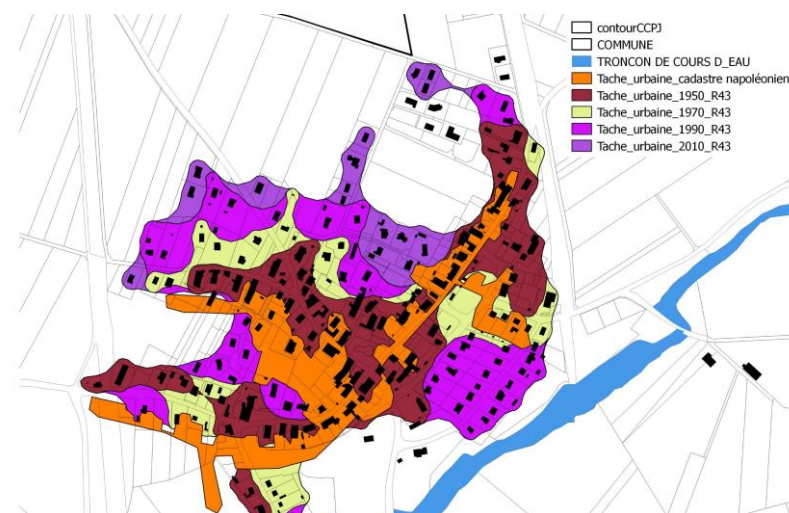 contourCCPJ
COMMUNE
TRONCON DE COURS D_EAU
Tache_urbaine_cadastre napoléonien
Tache_urbaine_1950_R43
Tache_urbaine_1970_R43
Tache_urbaine_1990_R43
Tache_urbaine_2010_R43